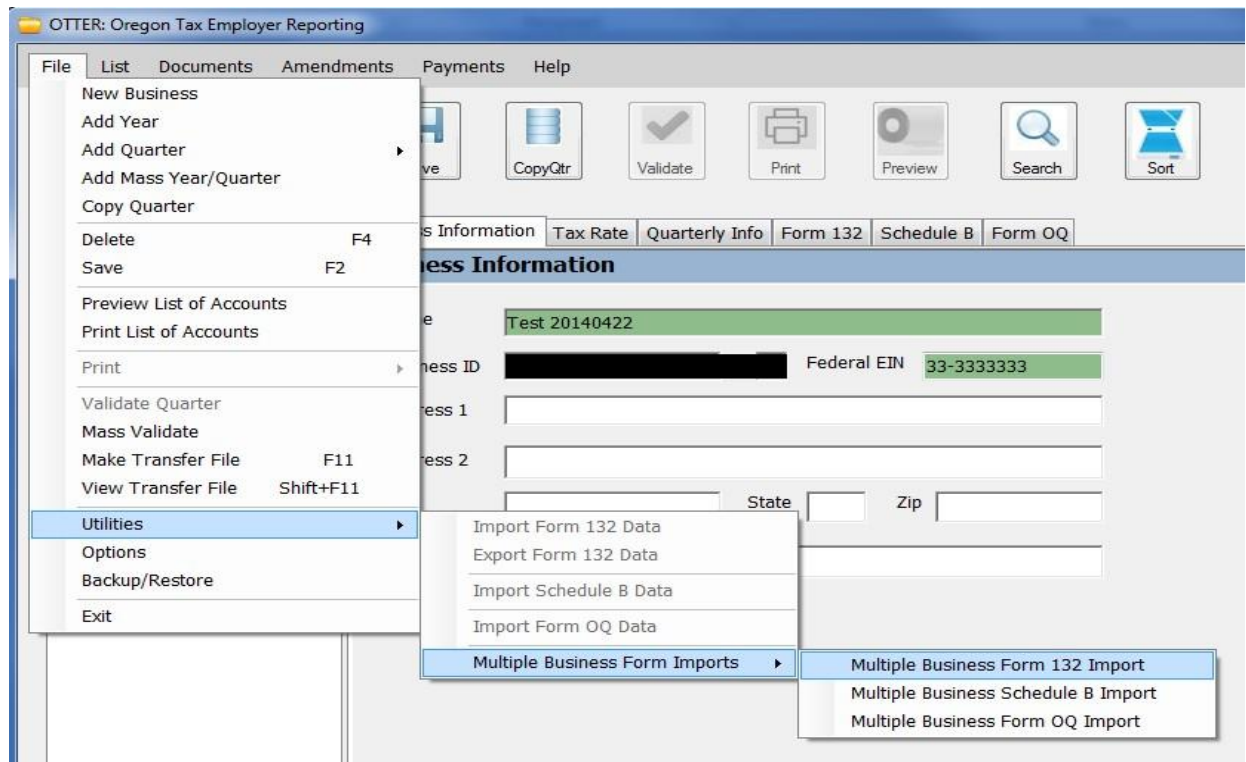 OTTER: Oregon Tax Employer Reporting
File List Documents Amendments Payments Help
New Business
Add Year
Add Quarter
Add Mass Year/Quarter
Copy Quarter
Delete F4
Save F2
Preview List of Accounts
Print List of Accounts
Print
Validate Quarter
Mass Validate
Make Transfer File F11
View Transfer File Shift+F11
Utilities
Options
Backup/Restore
Exit
ve CopyQtr Validate Print Preview Search Sort
s Information Tax Rate Quarterly Info Form 132 Schedule B Form OQ
ness Information
e Test 20140422
ness ID Federal EIN 33-3333333
ress 1
ress 2
State Zip
Import Form 132 Data
Export Form 132 Data
Import Schedule B Data
Import Form OQ Data
Multiple Business Form Imports
Multiple Business Form 132 Import
Multiple Business Schedule B Import
Multiple Business Form OQ Import